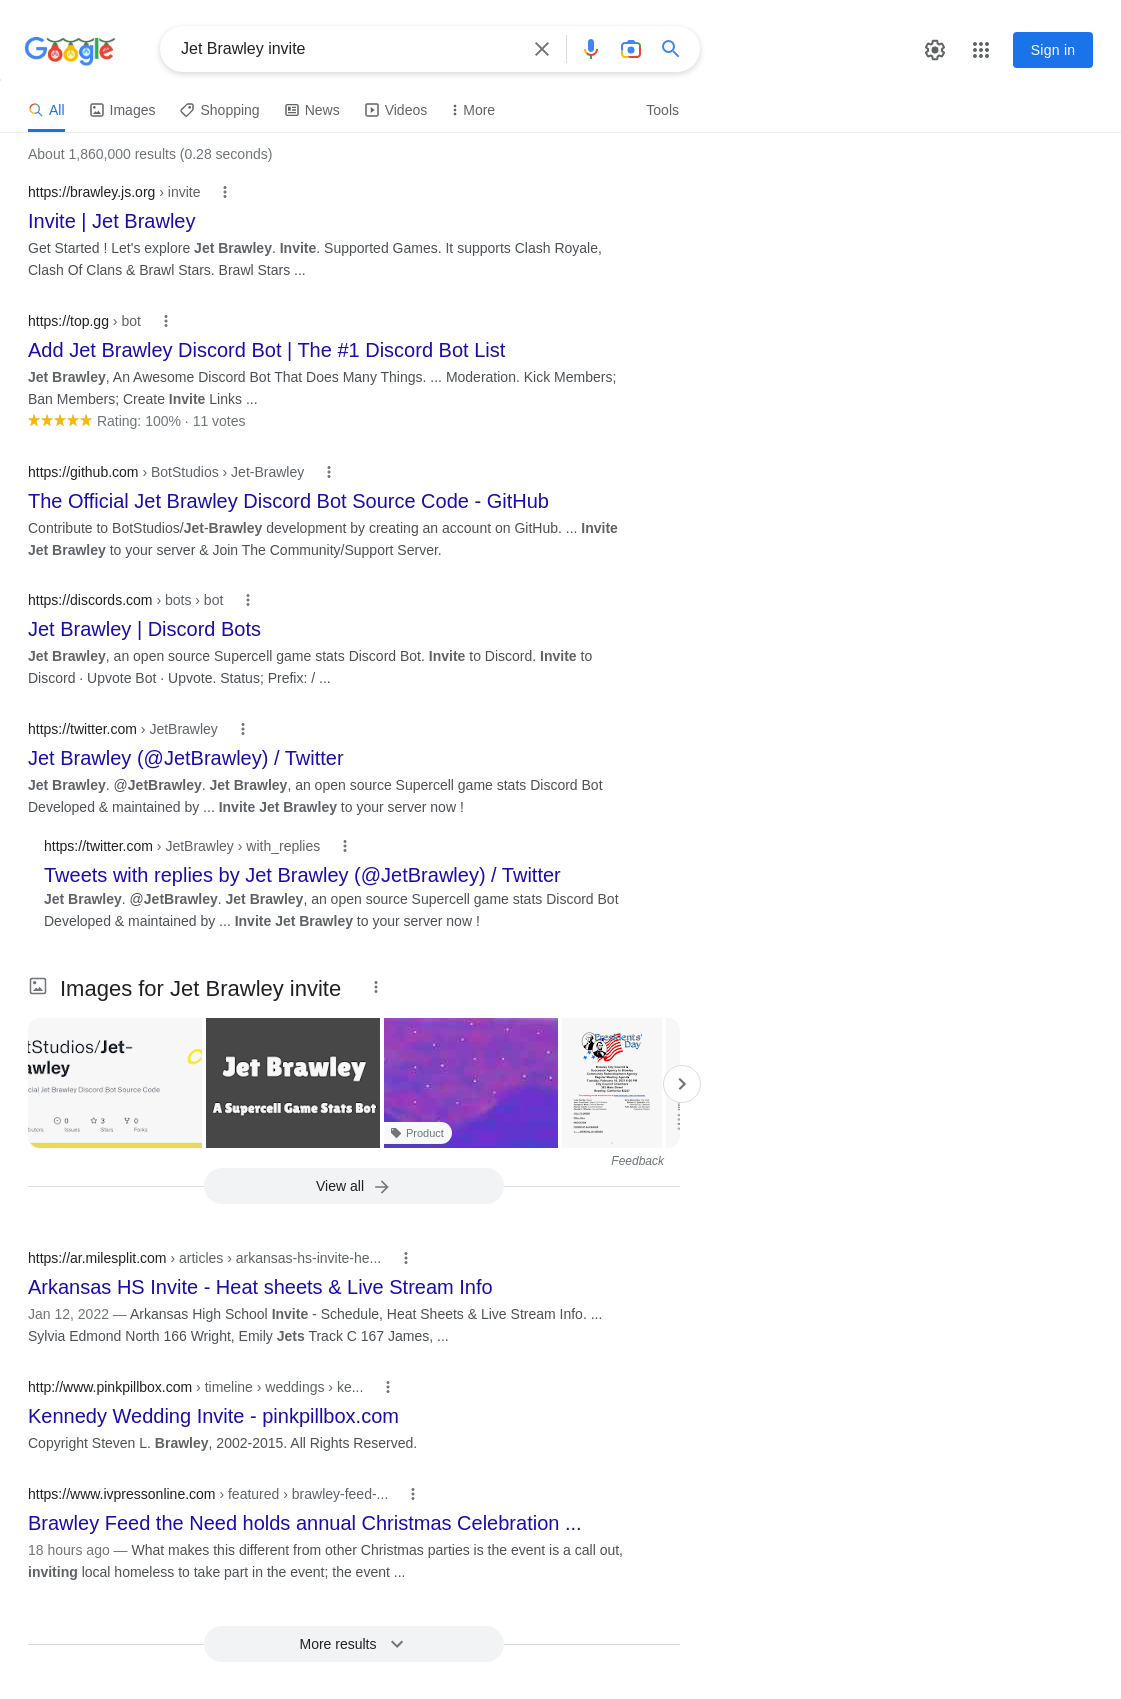 Google
Jet Brawley invite
Sign in
All
Images
Shopping
News
Videos
More
Tools
About 1,860,000 results (0.28 seconds)
https://brawley.js.org › invite
Invite | Jet Brawley
Get Started ! Let's explore Jet Brawley. Invite. Supported Games. It supports Clash Royale,
Clash Of Clans & Brawl Stars. Brawl Stars ...
https://top.gg › bot
Add Jet Brawley Discord Bot | The #1 Discord Bot List
Jet Brawley, An Awesome Discord Bot That Does Many Things. ... Moderation. Kick Members;
Ban Members; Create Invite Links ...
Rating: 100% · 11 votes
https://github.com › BotStudios › Jet-Brawley
The Official Jet Brawley Discord Bot Source Code - GitHub
Contribute to BotStudios/Jet-Brawley development by creating an account on GitHub. ... Invite
Jet Brawley to your server & Join The Community/Support Server.
https://discords.com › bots › bot
Jet Brawley | Discord Bots
Jet Brawley, an open source Supercell game stats Discord Bot. Invite to Discord. Invite to
Discord · Upvote Bot · Upvote. Status; Prefix: / ...
https://twitter.com › JetBrawley
Jet Brawley (@JetBrawley) / Twitter
Jet Brawley. @JetBrawley. Jet Brawley, an open source Supercell game stats Discord Bot
Developed & maintained by ... Invite Jet Brawley to your server now !
https://twitter.com › JetBrawley › with_replies
Tweets with replies by Jet Brawley (@JetBrawley) / Twitter
Jet Brawley. @JetBrawley. Jet Brawley, an open source Supercell game stats Discord Bot
Developed & maintained by ... Invite Jet Brawley to your server now !
Images for Jet Brawley invite
tStudios/Jet-
awley
cial Jet Brawley Discord Bot Source Code
0
0
3
0
butors
Issues
Stars
Forks
Jet Brawley
A Supercell Game Stats Bot
Product
Presidents'
Day
Feedback
View all
https://ar.milesplit.com › articles › arkansas-hs-invite-he...
Arkansas HS Invite - Heat sheets & Live Stream Info
Jan 12, 2022 — Arkansas High School Invite - Schedule, Heat Sheets & Live Stream Info. ...
Sylvia Edmond North 166 Wright, Emily Jets Track C 167 James, ...
http://www.pinkpillbox.com › timeline › weddings › ke...
Kennedy Wedding Invite - pinkpillbox.com
Copyright Steven L. Brawley, 2002-2015. All Rights Reserved.
https://www.ivpressonline.com › featured › brawley-feed-...
Brawley Feed the Need holds annual Christmas Celebration ...
18 hours ago — What makes this different from other Christmas parties is the event is a call out,
inviting local homeless to take part in the event; the event ...
More results